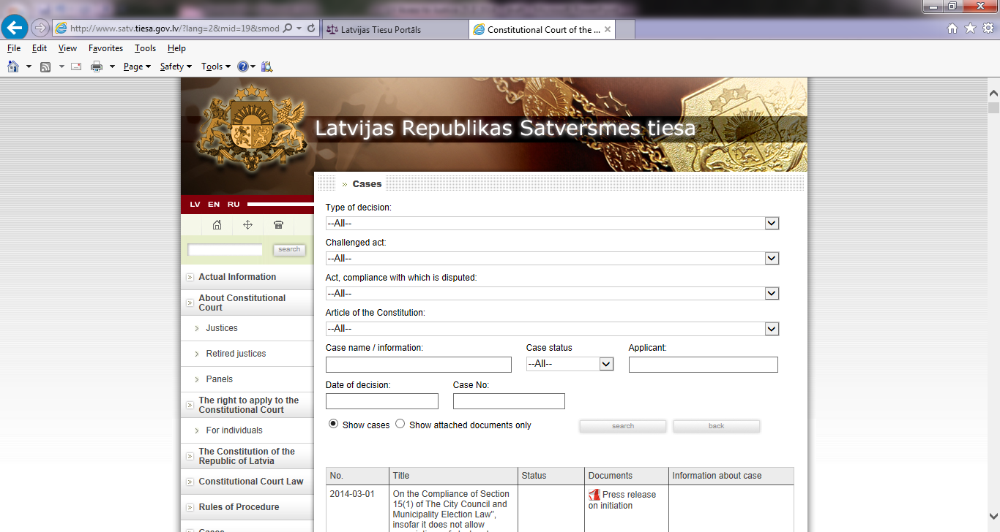 http://www.satv.tiesa.gov.lv/?lang=2&mid=19&smod
Latvijas Tiesu Portāls
Constitutional Court of the ...
File Edit View Favorites Tools Help
Page Safety Tools
Latvijas Republikas Satversmes tiesa
LV EN RU
search
Actual Information
About Constitutional
Court
Justices
Retired justices
Panels
The right to apply to the
Constitutional Court
For individuals
The Constitution of the
Republic of Latvia
Constitutional Court Law
Rules of Procedure
Cases
» Cases
Type of decision:
--All--
Challenged act:
--All--
Act, compliance with which is disputed:
--All--
Article of the Constitution:
--All--
Case name / information: Case status Applicant:
--All--
Date of decision: Case No:
Show cases Show attached documents only search back
No. Title Status Documents Information about case
2014-03-01 On the Compliance of Section Press release
15(1) of The City Council and on initiation
Municipality Election Law",
insofar it does not allow